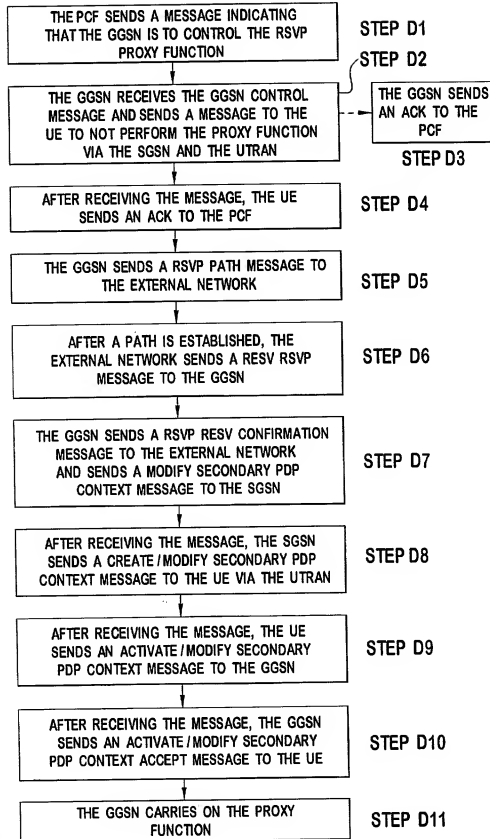 THE PCF SENDS A MESSAGE INDICATING
THAT THE GGSN IS TO CONTROL THE RSVP
PROXY FUNCTION
STEP D1
STEP D2
THE GGSN RECEIVES THE GGSN CONTROL
MESSAGE AND SENDS A MESSAGE TO THE
UE TO NOT PERFORM THE PROXY FUNCTION
VIA THE SGSN AND THE UTRAN
THE GGSN SENDS
AN ACK TO THE
PCF
STEP D3
AFTER RECEIVING THE MESSAGE, THE UE
SENDS AN ACK TO THE PCF
STEP D4
THE GGSN SENDS A RSVP PATH MESSAGE TO
THE EXTERNAL NETWORK
STEP D5
AFTER A PATH IS ESTABLISHED, THE
EXTERNAL NETWORK SENDS A RESV RSVP
MESSAGE TO THE GGSN
STEP D6
THE GGSN SENDS A RSVP RESV CONFIRMATION
MESSAGE TO THE EXTERNAL NETWORK
AND SENDS A MODIFY SECONDARY PDP
CONTEXT MESSAGE TO THE SGSN
STEP D7
AFTER RECEIVING THE MESSAGE, THE SGSN
SENDS A CREATE/MODIFY SECONDARY PDP
CONTEXT MESSAGE TO THE UE VIA THE UTRAN
STEP D8
AFTER RECEIVING THE MESSAGE, THE UE
SENDS AN ACTIVATE/MODIFY SECONDARY
PDP CONTEXT MESSAGE TO THE GGSN
STEP D9
AFTER RECEIVING THE MESSAGE, THE GGSN
SENDS AN ACTIVATE/MODIFY SECONDARY
PDP CONTEXT ACCEPT MESSAGE TO THE UE
STEP D10
THE GGSN CARRIES ON THE PROXY
FUNCTION
STEP D11